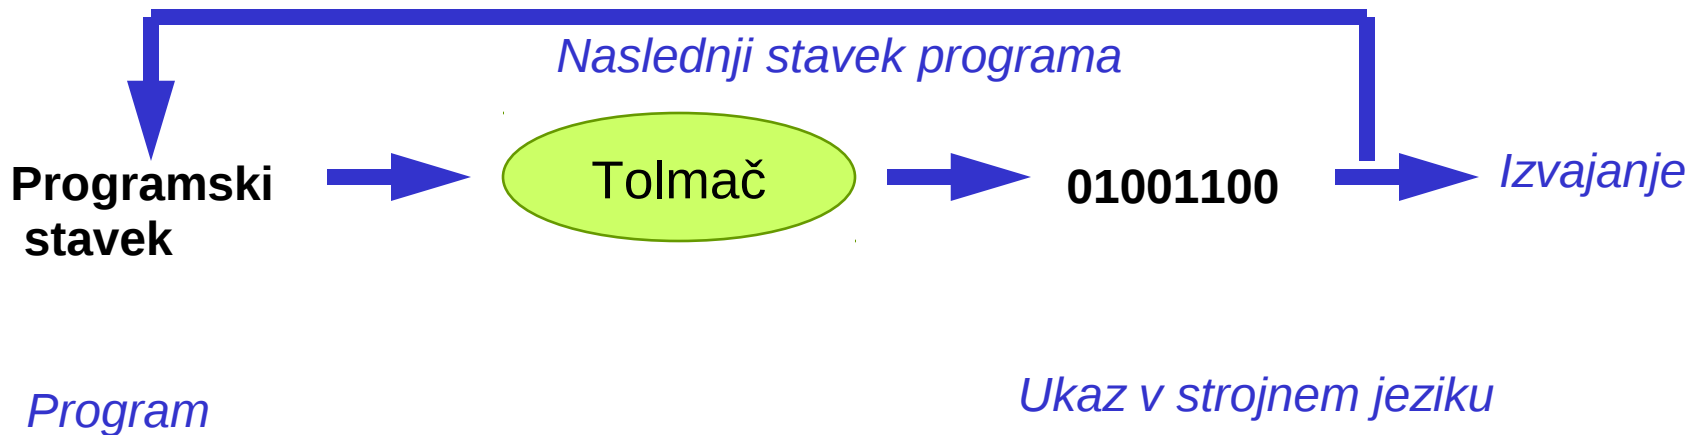 Naslednji stavek programa
Programski
stavek
Tolmač
01001100
Izvajanje
Program
Ukaz v strojnem jeziku